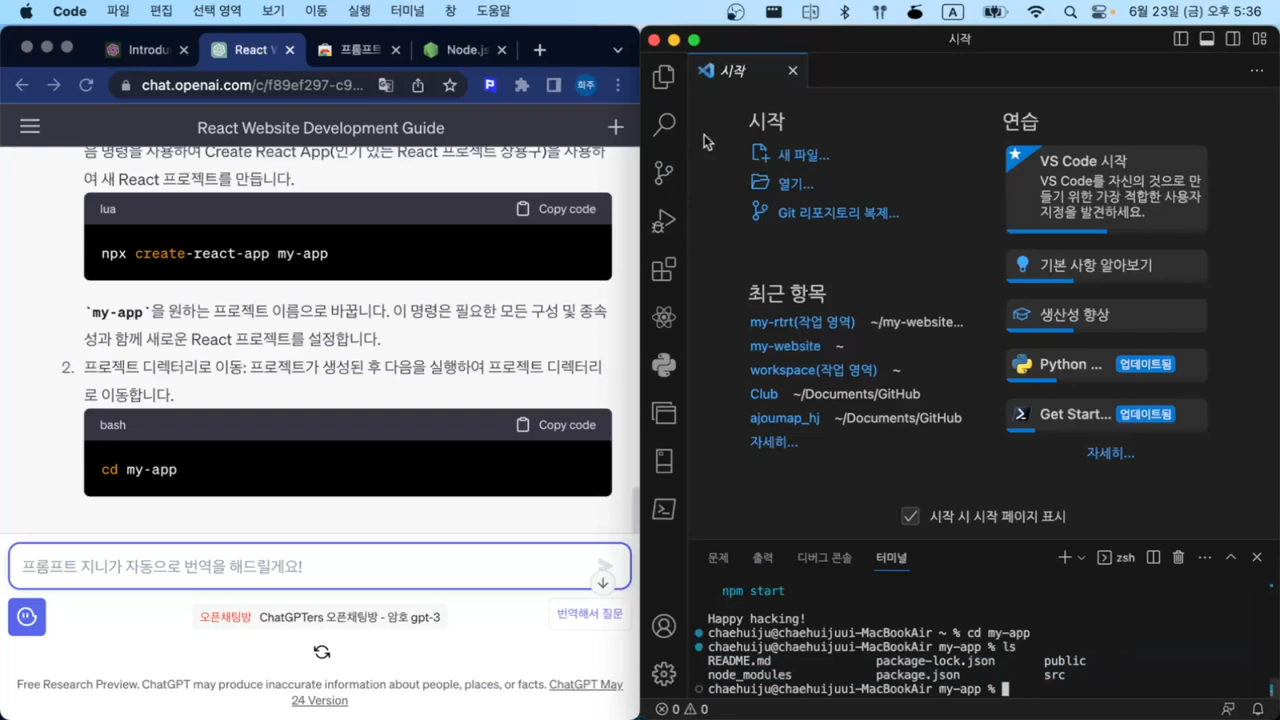 Code 파일 편집 선택 영역 보기 이동 실행 터미널 창 도움말
A 6월 23일 (금) 오후 5:36
Introdu
React W
프롬프트
Node.js
chat.openai.com/c/f89ef297-c9...
희주
React Website Development Guide
음 명령을 사용하여 Create React App(인기 있는 React 프로젝트 상용구)을 사용하
여 새 React 프로젝트를 만듭니다.
lua Copy code
npx create-react-app my-app
`my-app`을 원하는 프로젝트 이름으로 바꿉니다. 이 명령은 필요한 모든 구성 및 종속
성과 함께 새로운 React 프로젝트를 설정합니다.
2. 프로젝트 디렉터리로 이동: 프로젝트가 생성된 후 다음을 실행하여 프로젝트 디렉터리
로 이동합니다.
bash Copy code
cd my-app
프롬프트 지니가 자동으로 번역을 해드릴게요!
오픈채팅방 ChatGPTers 오픈채팅방 - 암호 gpt-3
번역해서 질문
Free Research Preview. ChatGPT may produce inaccurate information about people, places, or facts. ChatGPT May
24 Version
시작
시작
시작
새 파일...
열기...
Git 리포지토리 복제...
최근 항목
my-rtrt(작업 영역) ~/my-website...
my-website ~
workspace(작업 영역) ~
Club ~/Documents/GitHub
ajoumap_hj ~/Documents/GitHub
자세히...
연습
VS Code 시작
VS Code를 자신의 것으로 만
들기 위한 가장 적합한 사용자
지정을 발견하세요.
기본 사항 알아보기
생산성 향상
Python ... 업데이트됨
Get Start... 업데이트됨
자세히...
시작 시 시작 페이지 표시
문제 출력 디버그 콘솔 터미널
zsh
npm start
Happy hacking!
chaehuiju@chaehuijuui-MacBookAir ~ % cd my-app
chaehuiju@chaehuijuui-MacBookAir my-app % ls
README.md package-lock.json public
node_modules package.json src
chaehuiju@chaehuijuui-MacBookAir my-app %
0 0